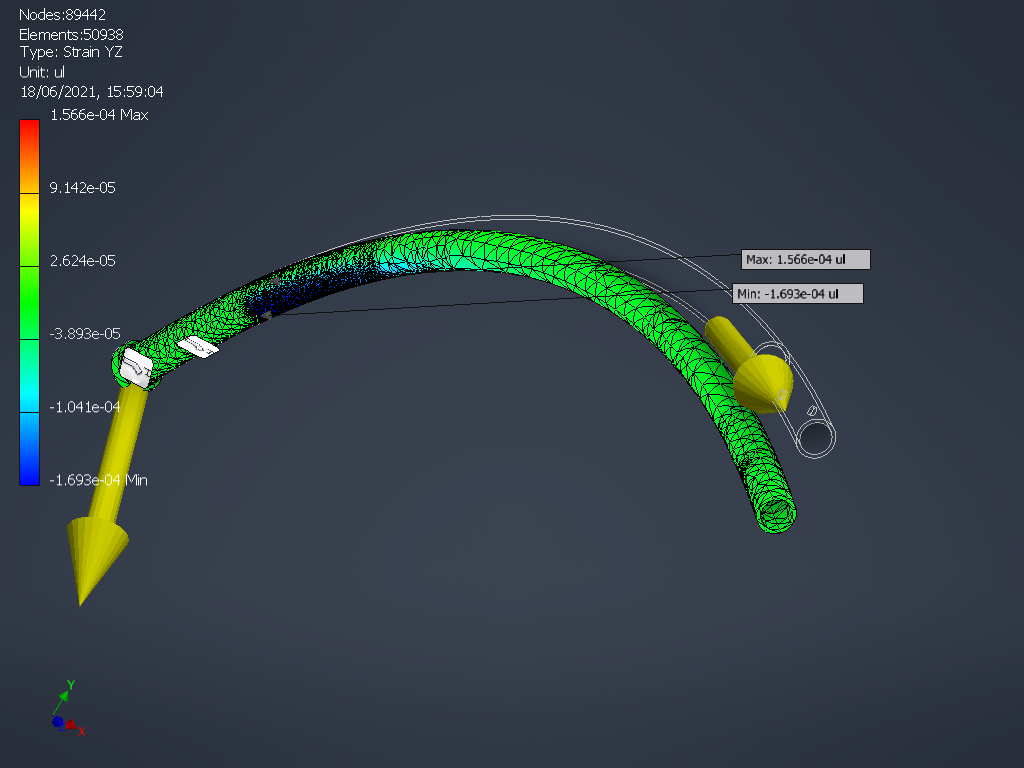 Nodes:89442
Elements:50938
Type: Strain YZ
Unit: ul
18/06/2021, 15:59:04
1.566e-04 Max
9.142e-05
2.624e-05
-3.893e-05
-1.041e-04
-1.693e-04 Min
Max: 1.566e-04 ul
Min: -1.693e-04 ul
Y
Z
X